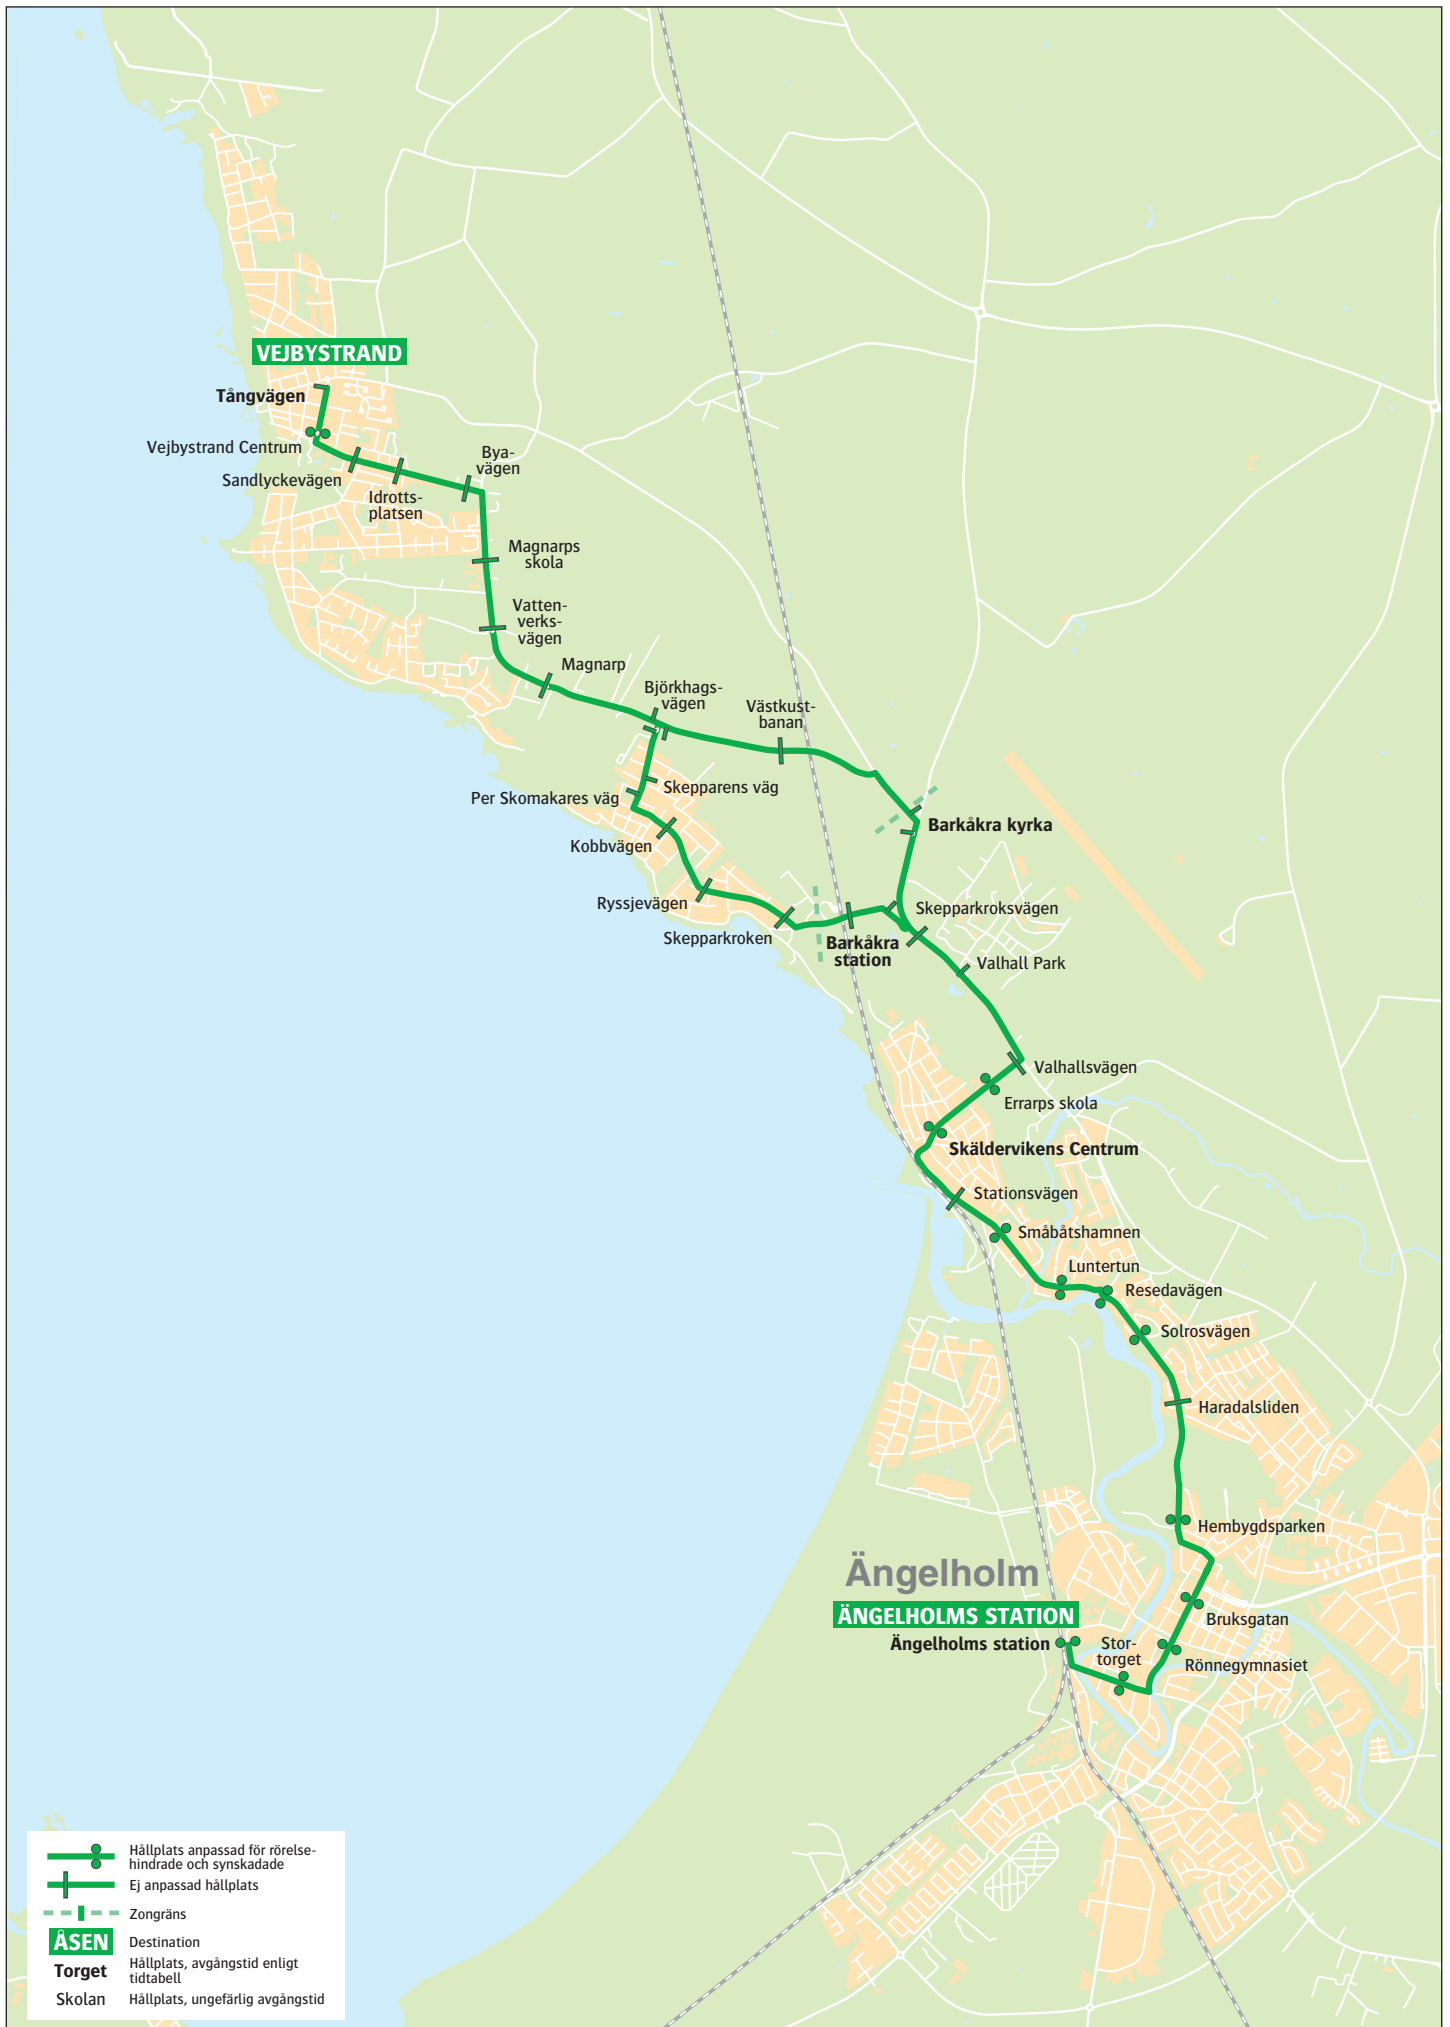 VEJBYSTRAND
Tångvägen
Vejbystrand Centrum
Sandlyckevägen
Idrotts-
platsen
Bya-
vägen
Magnarps
skola
Vatten-
verks-
vägen
Magnarp
Björkhags-
vägen
Västkust-
banan
Skepparens väg
Per Skomakares väg
Kobbvägen
Ryssjevägen
Skepparkroken
Barkåkra
station
Barkåkra kyrka
Skepparkroksvägen
Valhall Park
Valhallsvägen
Errarps skola
Skäldervikens Centrum
Stationsvägen
Småbåtshamnen
Luntertun
Resedavägen
Solrosvägen
Haradalsliden
Hembygdsparken
Ängelholm
ÄNGELHOLMS STATION
Ängelholms station
Stor-
torget
Bruksgatan
Rönnegymnasiet
Hållplats anpassad för rörelse-
hindrade och synskadade
Ej anpassad hållplats
Zongräns
ÅSEN Destination
Torget Hållplats, avgångstid enligt
tidtabell
Skolan Hållplats, ungefärlig avgångstid